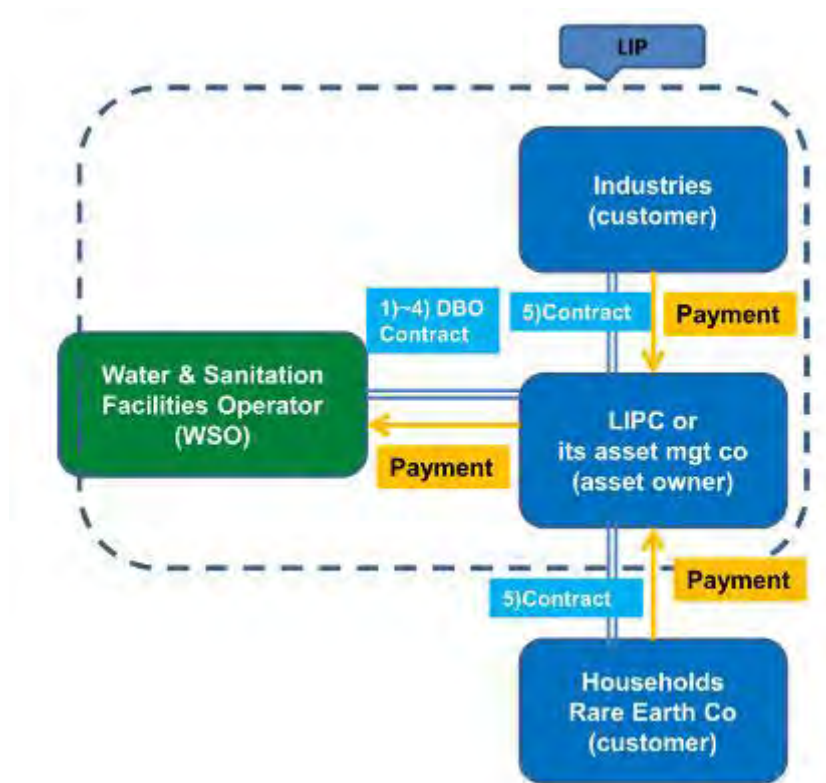 LIP
Industries
(customer)
1)~4) DBO
Contract
5)Contract
Payment
Water & Sanitation
Facilities Operator
(WSO)
Payment
LIPC or
its asset mgt co
(asset owner)
5)Contract
Payment
Households
Rare Earth Co
(customer)